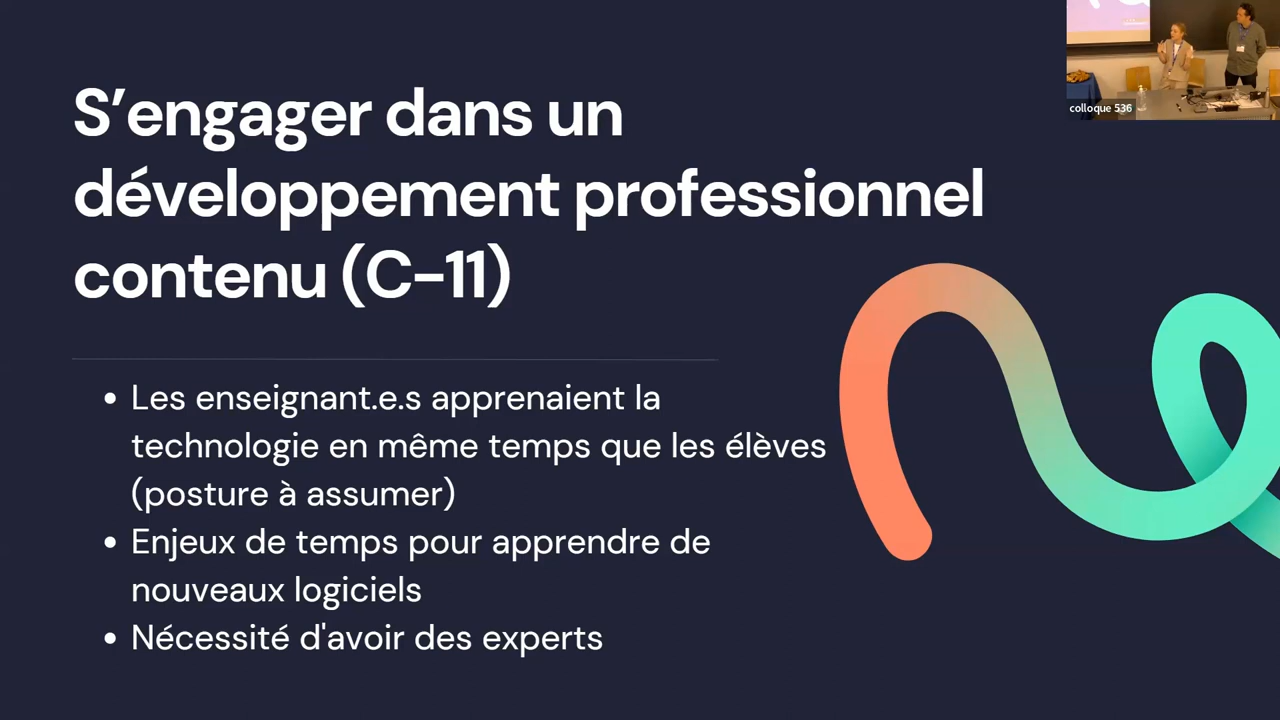 S’engager dans un
développement professionnel
contenu (C-11)
Les enseignant.e.s apprenaient la
technologie en même temps que les élèves
(posture à assumer)
Enjeux de temps pour apprendre de
nouveaux logiciels
Nécessité d'avoir des experts
colloque 536